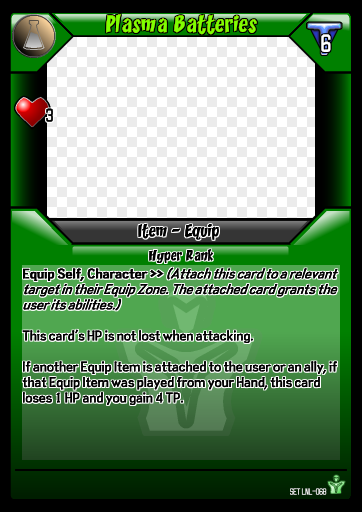 Plasma Batteries
6
3
Item - Equip
Hyper Rank
Equip Self, Character >> (Attach this card to a relevant
target in their Equip Zone. The attached card grants the
user its abilities.)
This card's HP is not lost when attacking.
If another Equip Item is attached to the user or an ally, if
that Equip Item was played from your Hand, this card
loses 1 HP and you gain 4 TP.
SET LNL-068